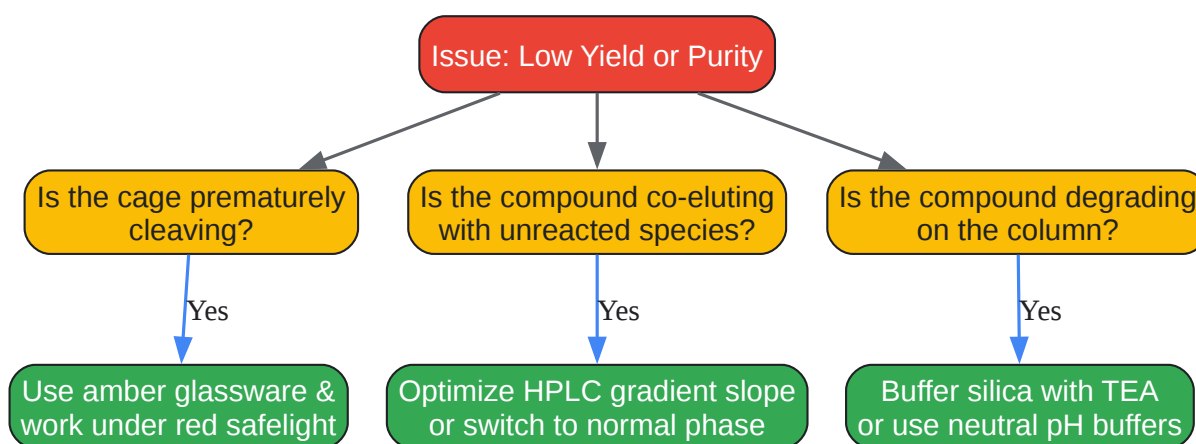 Issue: Low Yield or Purity
Is the cage prematurely
cleaving?
Is the compound co-eluting
with unreacted species?
Is the compound degrading
on the column?
Yes
Yes
Yes
Use amber glassware &
work under red safelight
Optimize HPLC gradient slope
or switch to normal phase
Buffer silica with TEA
or use neutral pH buffers